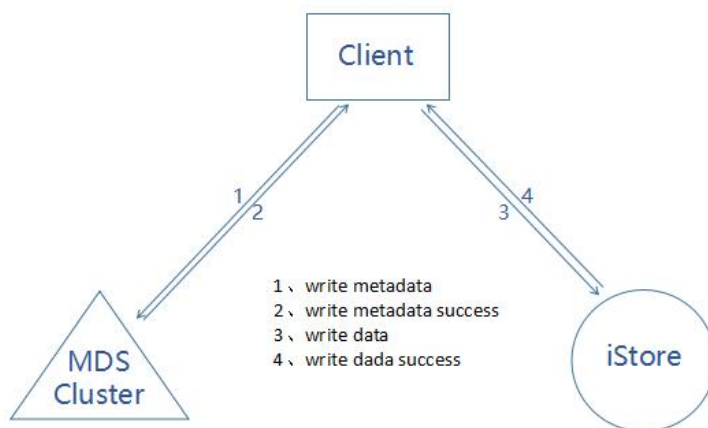 Client
1
2
4
3
1、write metadata
2、write metadata success
3、write data
4、write dada success
MDS
Cluster
iStore